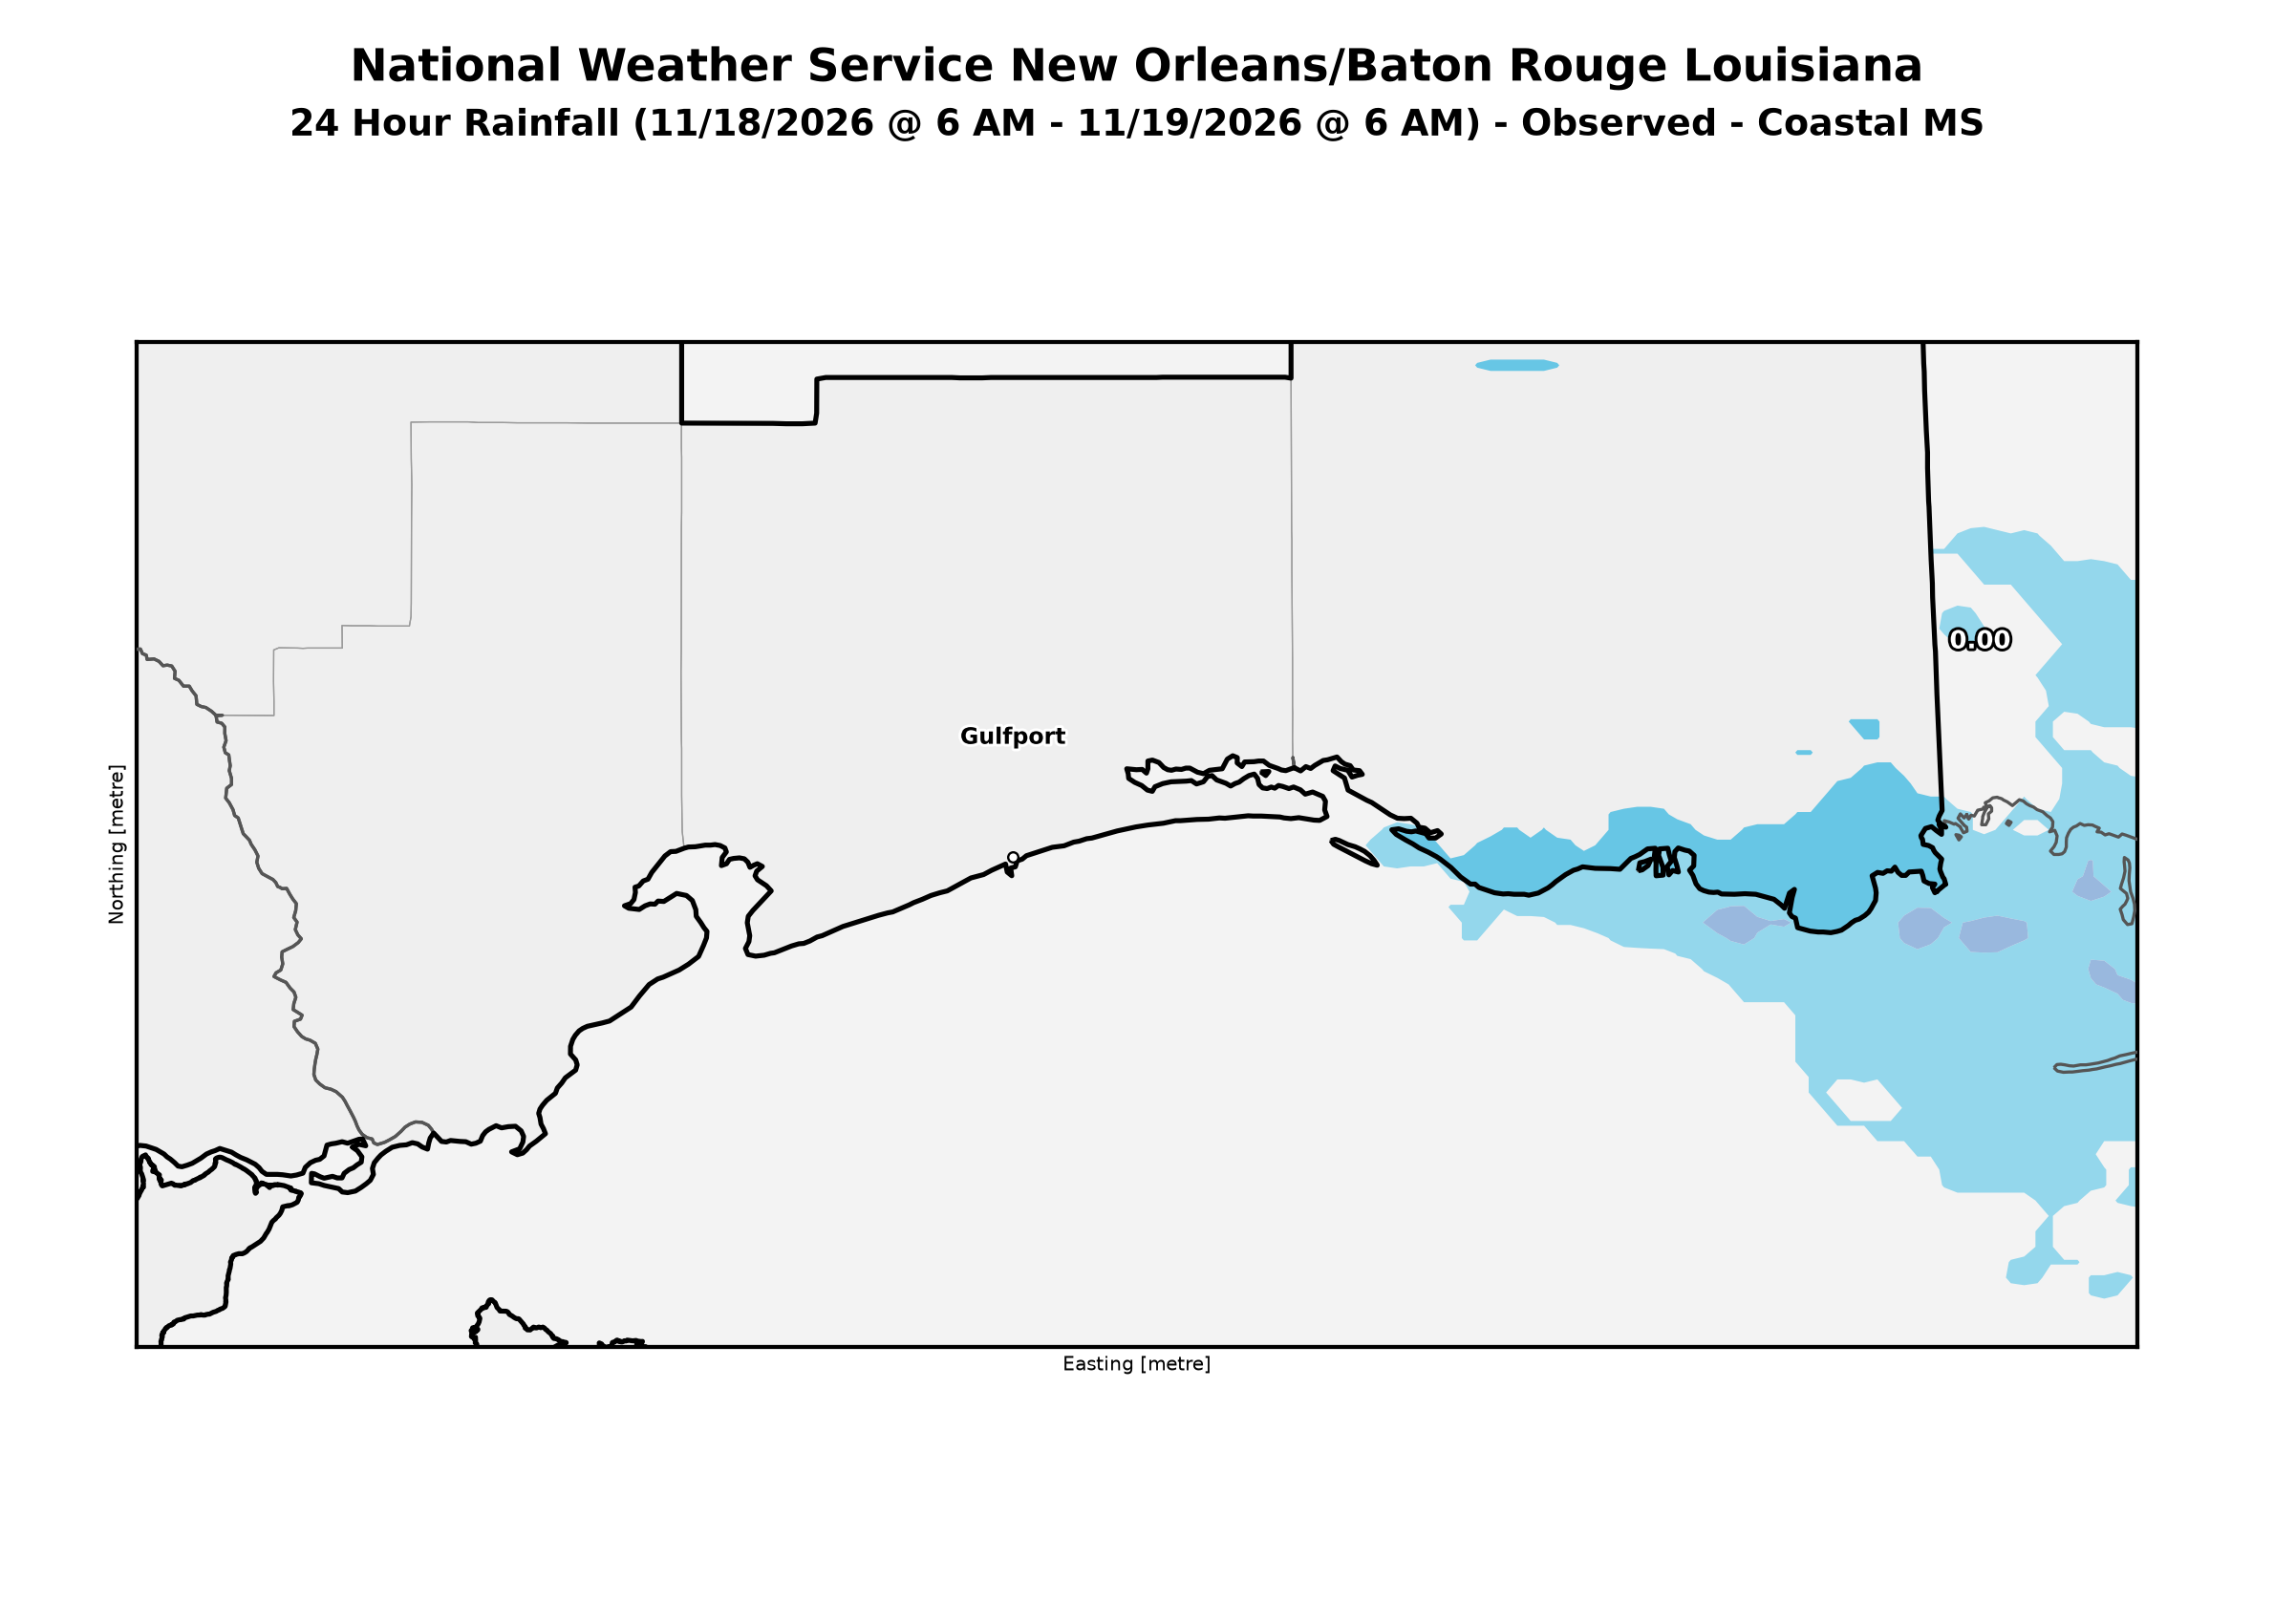 National Weather Service New Orleans/Baton Rouge Louisiana
24 Hour Rainfall (11/18/2026 @ 6 AM - 11/19/2026 @ 6 AM) - Observed - Coastal MS
0.00
Gulfport
Northing [metre]
Easting [metre]